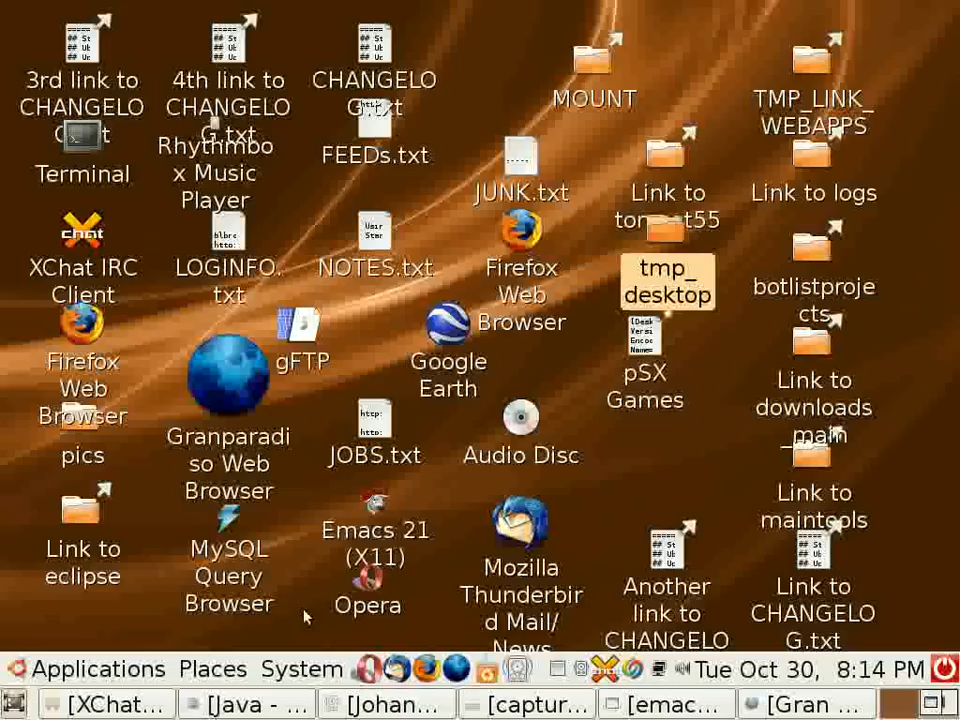 3rd link to
CHANGELO
G.txt
4th link to
CHANGELO
G.txt
CHANGELO
G.txt
MOUNT
TMP_LINK_
WEBAPPS
Terminal
Rhythmbo
x Music
Player
FEEDs.txt
JUNK.txt
Link to
tomcat55
Link to logs
XChat IRC
Client
LOGINFO.
txt
NOTES.txt
Firefox
Web
Browser
tmp_
desktop
botlistproje
cts
Firefox
Web
Browser
gFTP
Google
Earth
pSX
Games
Link to
downloads
_main
pics
Granparadi
so Web
Browser
JOBS.txt
Audio Disc
Link to
maintools
Link to
eclipse
MySQL
Query
Browser
Emacs 21
(X11)
Opera
Mozilla
Thunderbir
d Mail/
News
Another
link to
CHANGELO
Link to
CHANGELO
G.txt
Applications Places System Tue Oct 30, 8:14 PM
[XChat... [Java - ... [Johan... [captur... [emac... [Gran ...